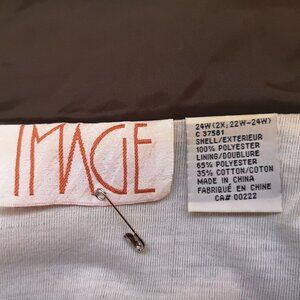 IMAGE
24W(2X; 22W-24W)
C 37581
SHELL/EXTERIEUR
100% POLYESTER
LINING/DOUBLURE
65% POLYESTER
35% COTTON/COTON
MADE IN CHINA
FABRIQUÉ EN CHINE
CA# 00222